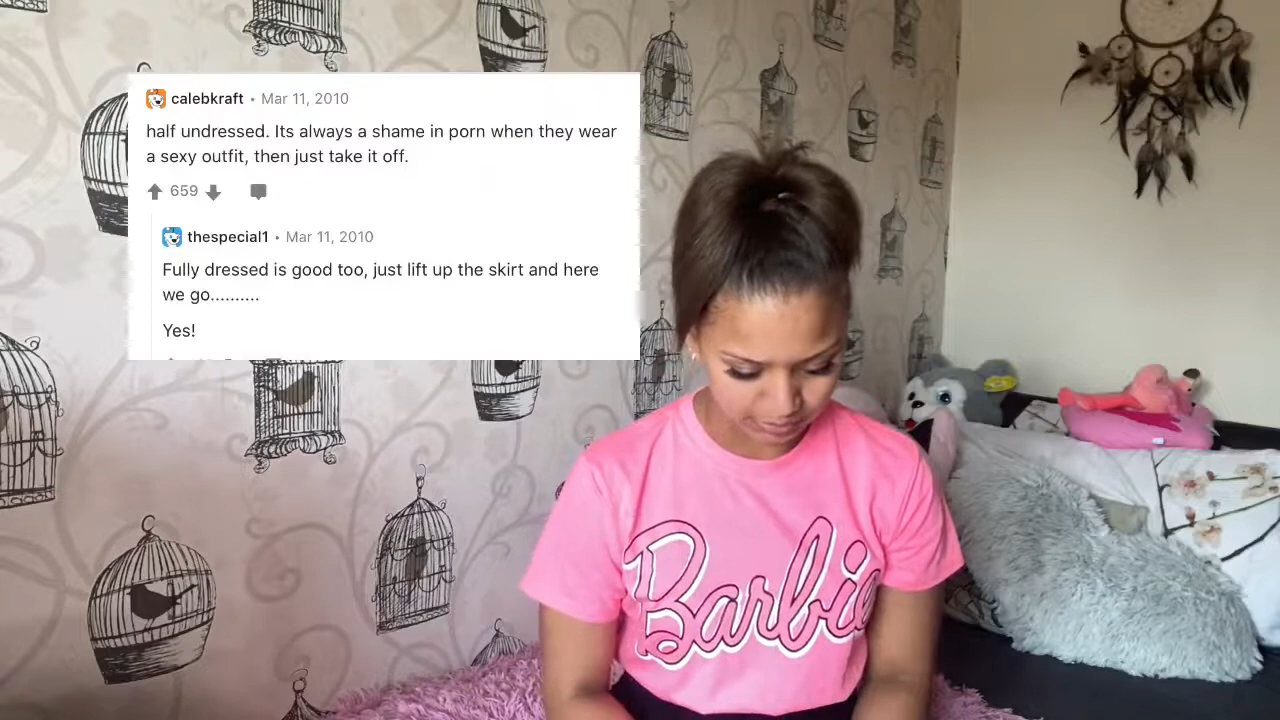 calebkraft • Mar 11, 2010
half undressed. Its always a shame in porn when they wear
a sexy outfit, then just take it off.
659
thespecial1 • Mar 11, 2010
Fully dressed is good too, just lift up the skirt and here
we go..........
Yes!
Barbie